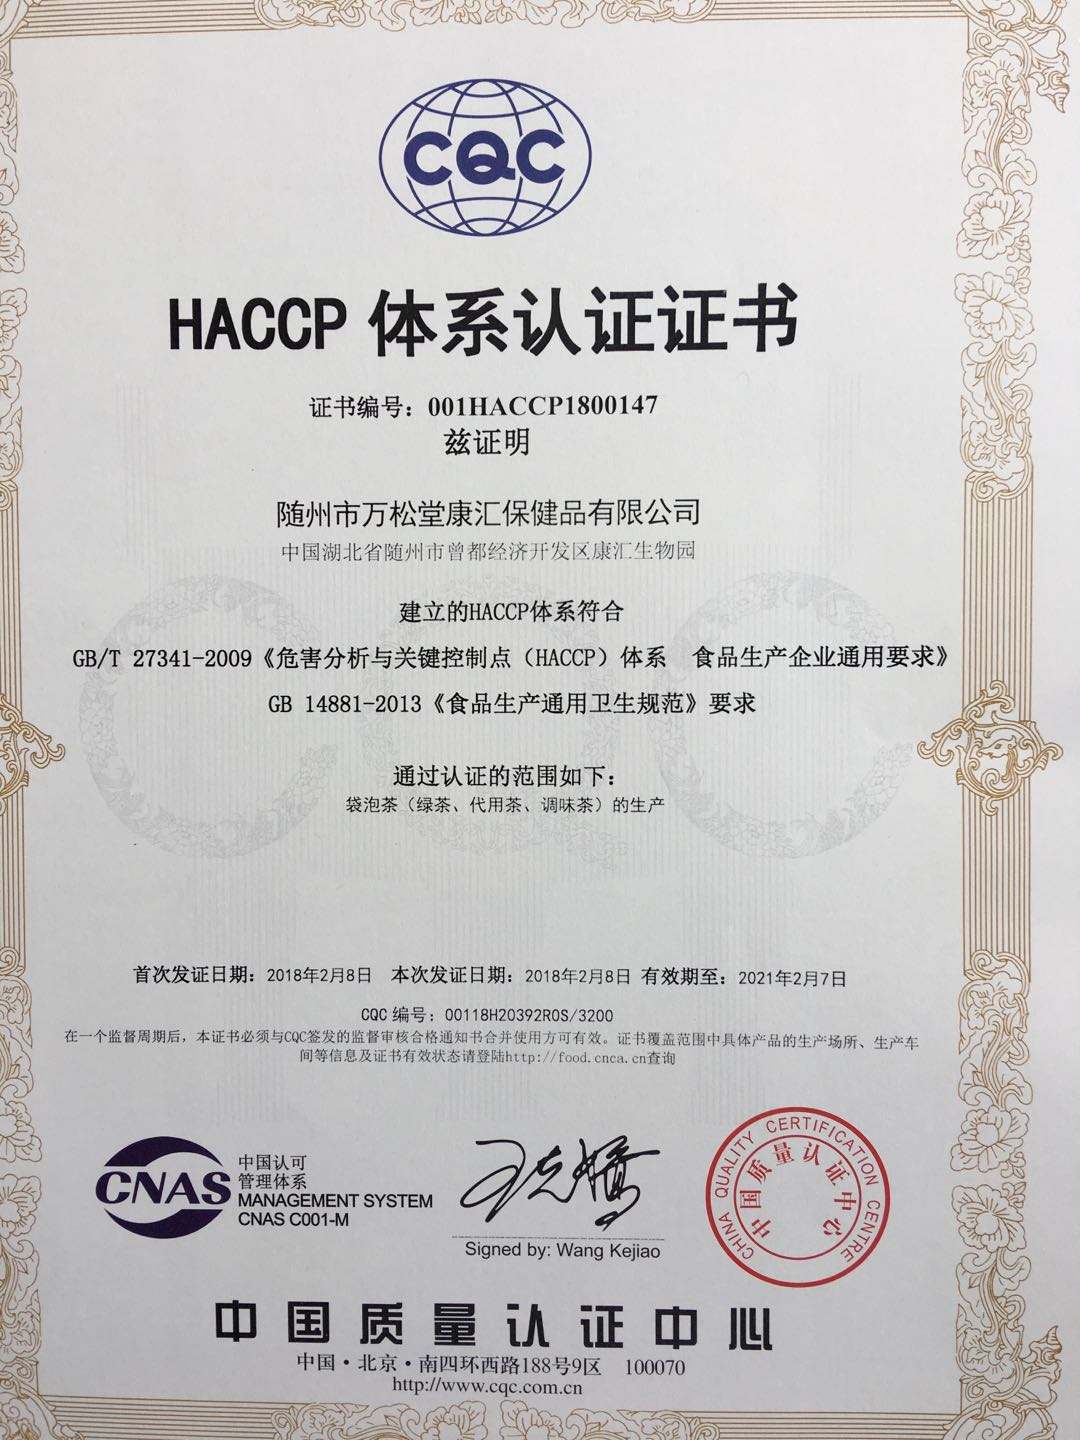 CQC
HACCP 体系认证证书
证书编号：001HACCP1800147
兹证明
随州市万松堂康汇保健品有限公司
中国湖北省随州市曾都经济开发区康汇生物园
建立的HACCP体系符合
GB/T 27341-2009《危害分析与关键控制点（HACCP）体系　食品生产企业通用要求》
GB 14881-2013《食品生产通用卫生规范》要求
通过认证的范围如下：
袋泡茶（绿茶、代用茶、调味茶）的生产
首次发证日期：2018年2月8日　本次发证日期：2018年2月8日 有效期至：2021年2月7日
CQC 编号：00118H20392R0S/3200
在一个监督周期后，本证书必须与CQC签发的监督审核合格通知书合并使用方可有效。证书覆盖范围中具体产品的生产场所、生产车
间等信息及证书有效状态请登陆http://food.cnca.cn查询
CNAS
中国认可
管理体系
MANAGEMENT SYSTEM
CNAS C001-M
王克娇
Signed by: Wang Kejiao
CHINA QUALITY CERTIFICATION CENTRE
中国质量认证中心
中国质量认证中心
中国·北京·南四环西路188号9区　100070
http://www.cqc.com.cn